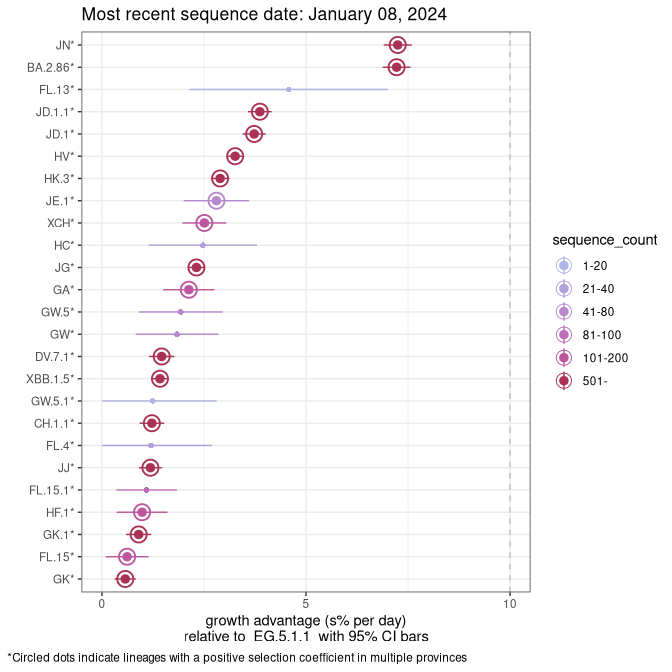 Most recent sequence date: January 08, 2024
JN*
BA.2.86*
FL.13*
JD.1.1*
JD.1*
HV*
HK.3*
JE.1*
XCH*
HC*
JG*
GA*
GW.5*
GW*
DV.7.1*
XBB.1.5*
GW.5.1*
CH.1.1*
FL.4*
JJ*
FL.15.1*
HF.1*
GK.1*
FL.15*
GK*
0 5 10
growth advantage (s% per day)
relative to EG.5.1.1 with 95% CI bars
sequence_count
1-20
21-40
41-80
81-100
101-200
501-
*Circled dots indicate lineages with a positive selection coefficient in multiple provinces